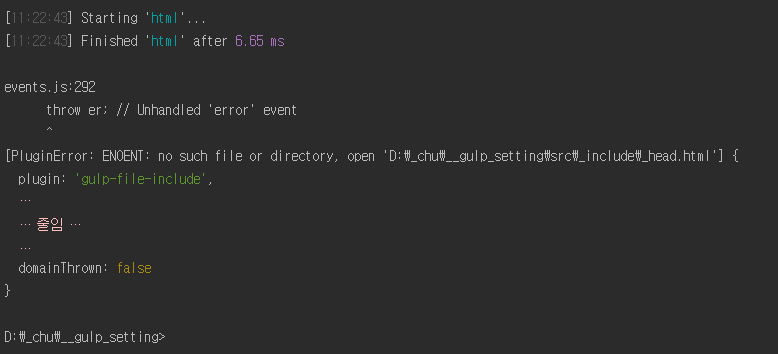 [11:22:43] Starting 'html'...
[11:22:43] Finished 'html' after 6.65 ms
events.js:292
throw er; // Unhandled 'error' event
^
[PluginError: ENOENT: no such file or directory, open 'D:₩_chu₩__gulp_setting₩src₩_include₩_head.html'] {
plugin: 'gulp-file-include',
…
… 줄임 …
…
domainThrown: false
}
D:₩_chu₩__gulp_setting>